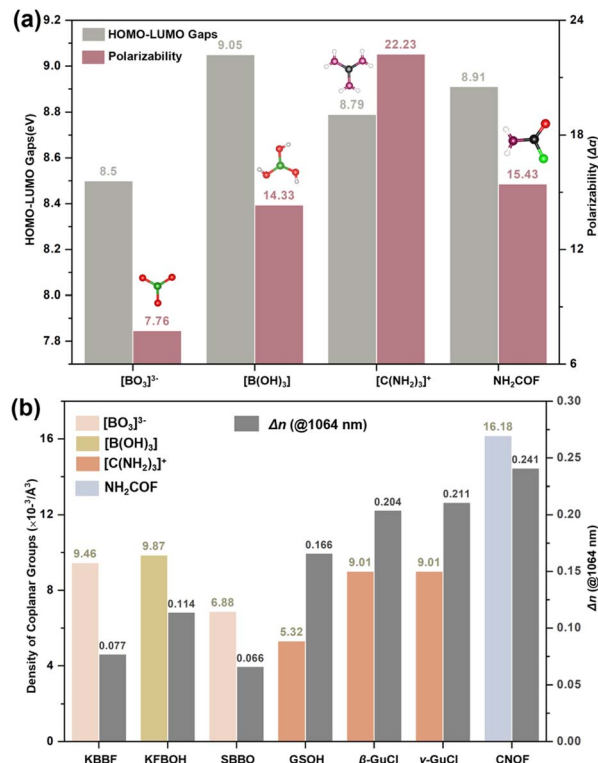 (a)
HOMO-LUMO Gaps
Polarizability
HOMO-LUMO Gaps(eV)
9.2
9.0
8.8
8.6
8.4
8.2
8.0
7.8
24
18
12
6
Polarizability (Δα)
8.5
7.76
9.05
14.33
8.79
22.23
8.91
15.43
[BO₃]³⁻
[B(OH)₃]
[C(NH₂)₃]⁺
NH₂COF
(b)
[BO₃]³⁻
[B(OH)₃]
[C(NH₂)₃]⁺
NH₂COF
Δn (@1064 nm)
Density of Coplanar Groups (×10⁻³/Å³)
16
12
8
4
0
0.30
0.25
0.20
0.15
0.10
0.05
0.00
Δn (@1064 nm)
9.46
0.077
9.87
0.114
6.88
0.066
5.32
0.166
9.01
0.204
9.01
0.211
16.18
0.241
KBBF
KFBOH
SBBO
GSOH
β-GuCl
γ-GuCl
CNOF